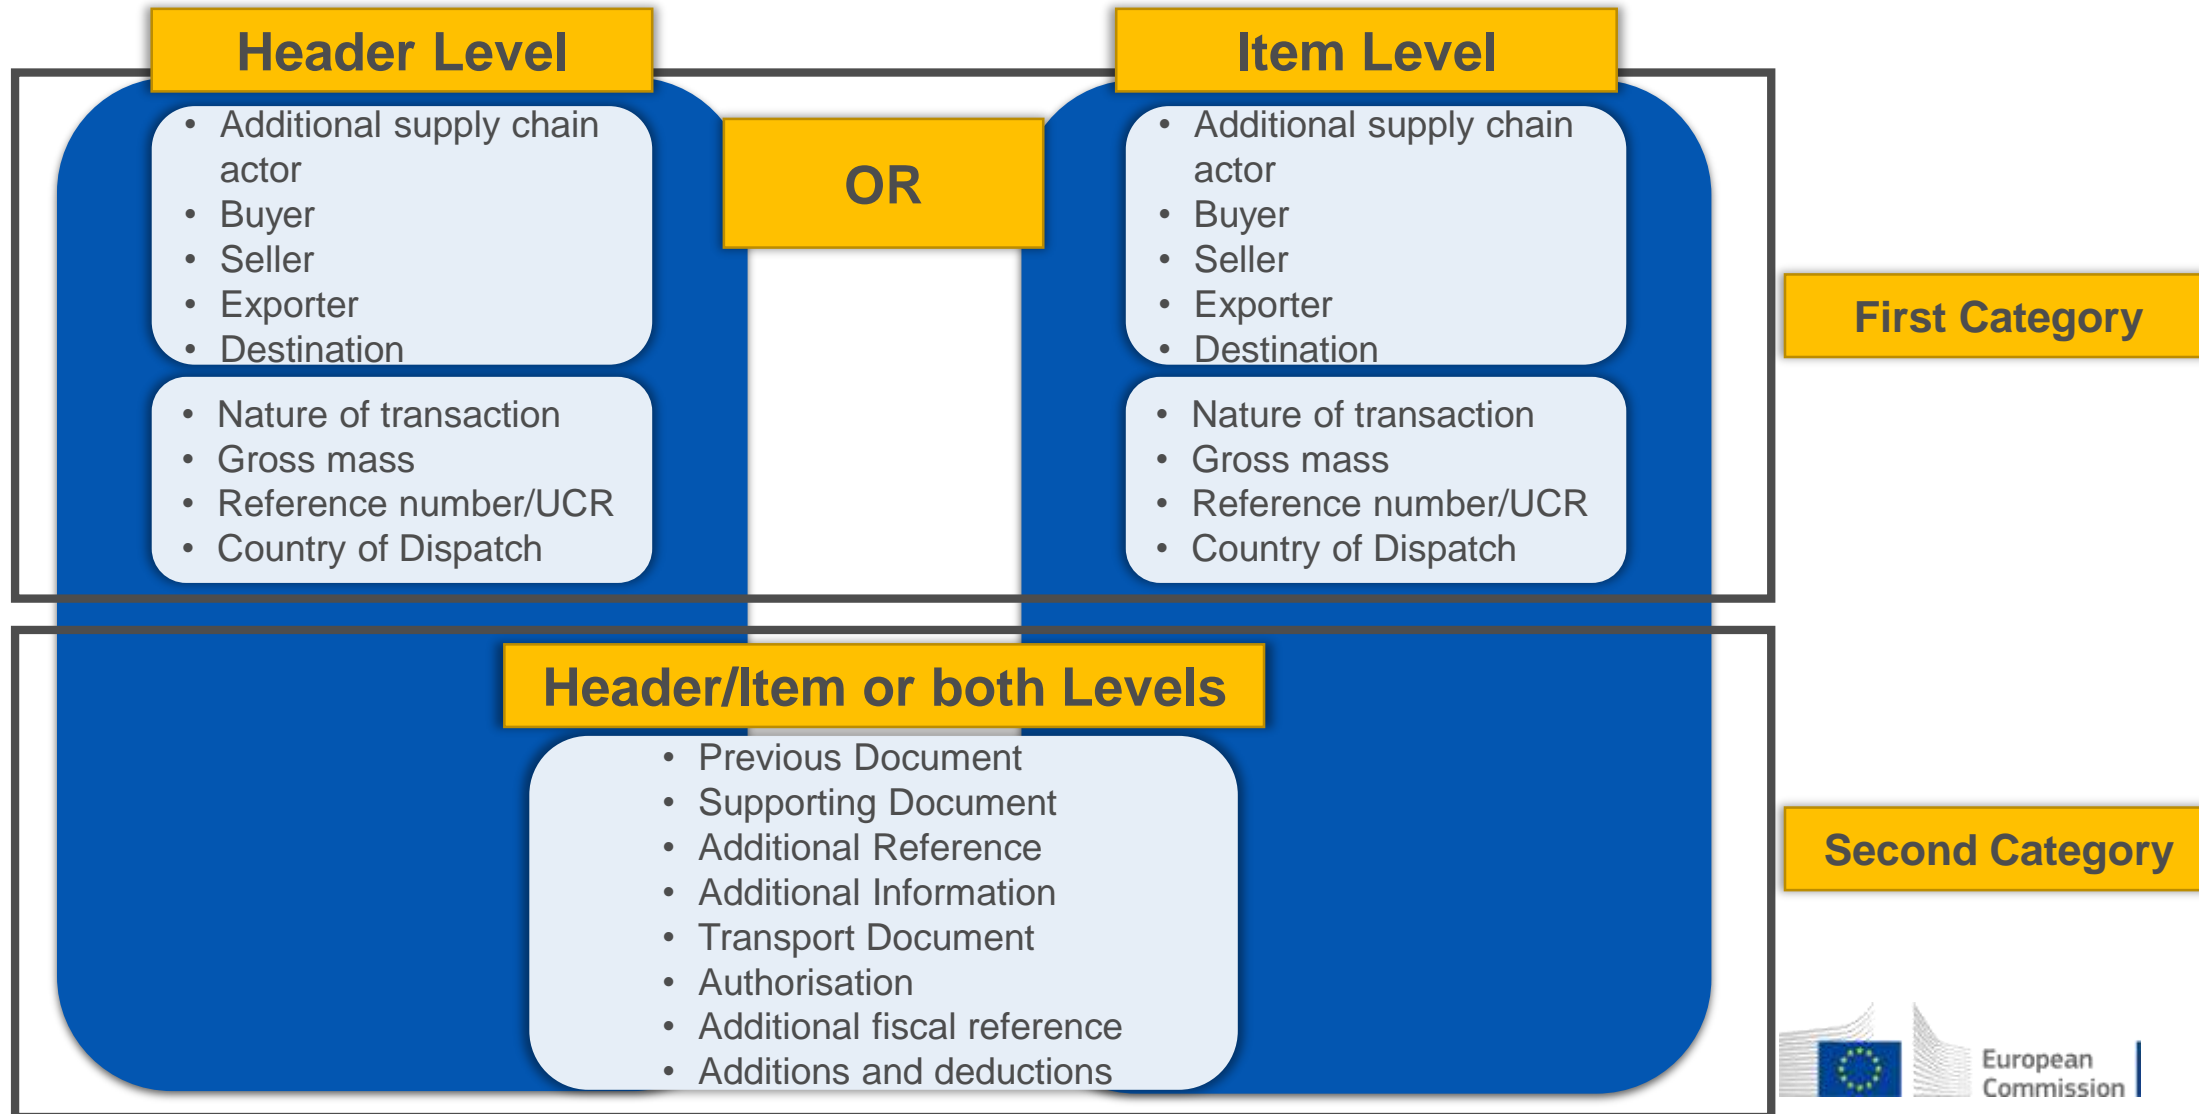 Header Level
• Additional supply chain
actor
• Buyer
• Seller
• Exporter
• Destination
• Nature of transaction
• Gross mass
• Reference number/UCR
• Country of Dispatch
OR
Item Level
• Additional supply chain
actor
• Buyer
• Seller
• Exporter
• Destination
• Nature of transaction
• Gross mass
• Reference number/UCR
• Country of Dispatch
First Category
Header/Item or both Levels
• Previous Document
• Supporting Document
• Additional Reference
• Additional Information
• Transport Document
• Authorisation
• Additional fiscal reference
• Additions and deductions
Second Category
European
Commission